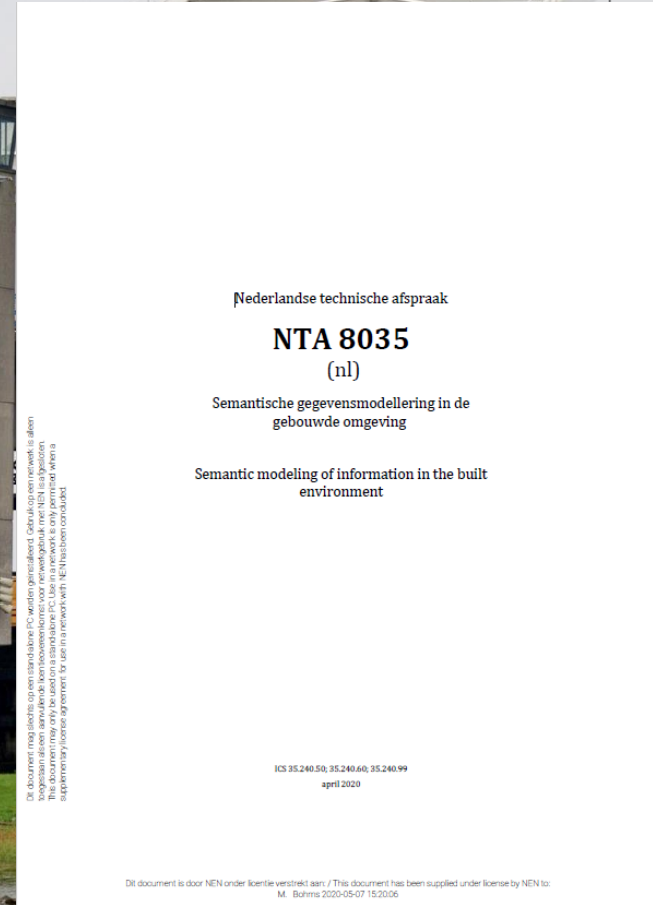 Nederlandse technische afspraak
NTA 8035
(nl)
Semantische gegevensmodellering in de
gebouwde omgeving
Semantic modeling of information in the built
environment
Dit document mag slechts op een stand-alone PC worden geinstalleerd. Gebruik op een netwerk is alleen
toegestaan als een aanvullende licentieovereenkomst voor netwerkgebruik met NEN is afgesloten.
This document may only be used on a stand-alone PC. Use in a network is only permitted when a
supplementary license agreement for use in a network with NEN has been concluded.
ICS 35.240.50; 35.240.60; 35.240.99
april 2020
Dit document is door NEN onder licentie verstrekt aan: / This document has been supplied under license by NEN to:
M. Bohms 2020-05-07 15:20:06